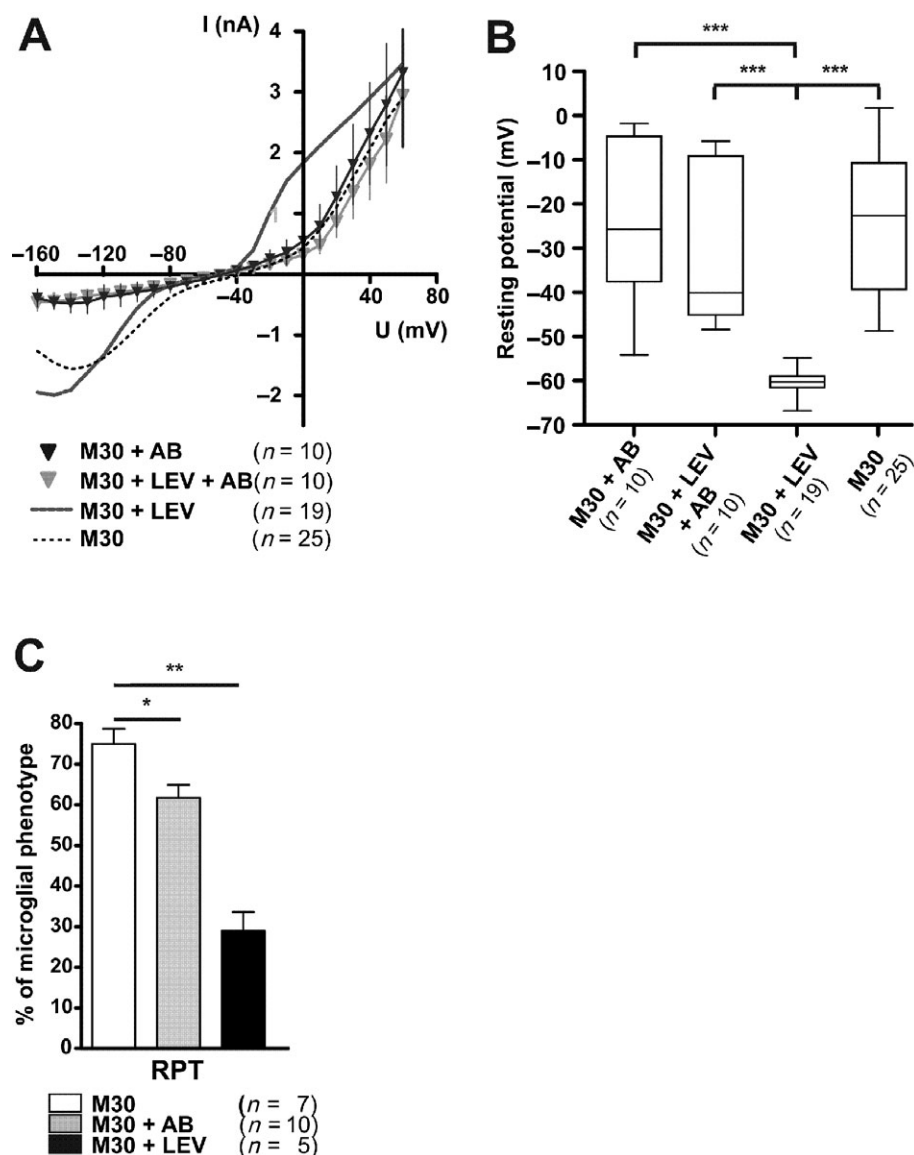 A
I (nA)
4
3
2
1
–160
–120
–80
–40
40
80
U (mV)
–1
–2
M30 + AB (n = 10)
M30 + LEV + AB (n = 10)
M30 + LEV (n = 19)
M30 (n = 25)
B
***
*** ***
Resting potential (mV)
0
–10
–20
–30
–40
–50
–60
–70
M30 + AB
(n = 10)
M30 + LEV
+ AB
(n = 10)
M30 + LEV
(n = 19)
M30
(n = 25)
C
**
*
% of microglial phenotype
80
70
60
50
40
30
20
10
0
RPT
M30 (n = 7)
M30 + AB (n = 10)
M30 + LEV (n = 5)